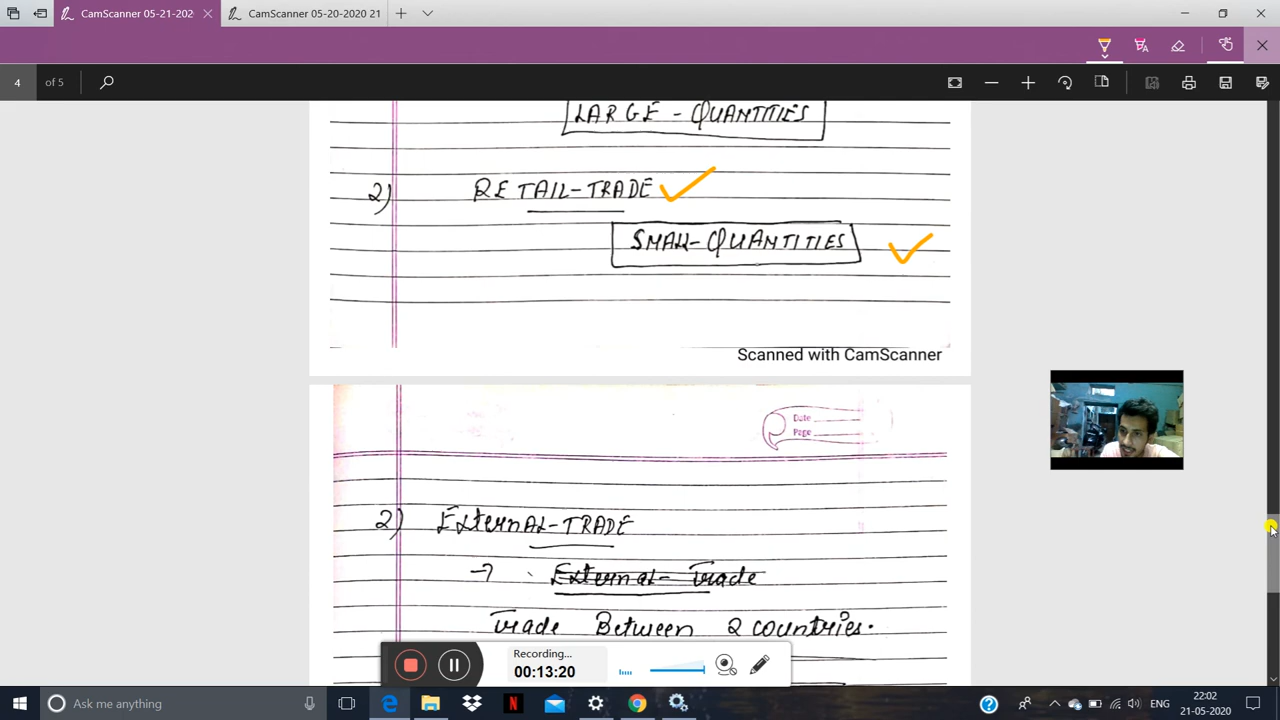 CamScanner 05-21-2020
CamScanner 05-20-2020 21
4 of 5
LARGE - QUANTITIES
2) RETAIL-TRADE
SMALL-QUANTITIES
Scanned with CamScanner
Date
Page
2) External-TRADE
→ External- Trade
Trade Between 2 countries.
Recording...
00:13:20
Ask me anything
22:02
21-05-2020